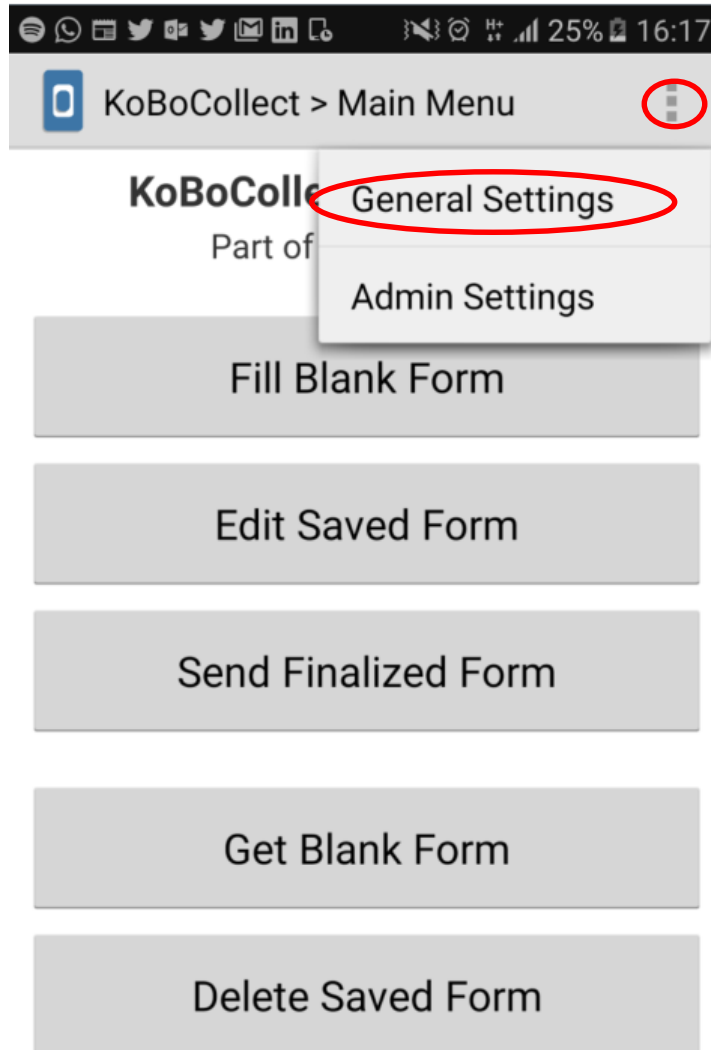 25% 16:17
KoBoCollect > Main Menu
KoBoColle
General Settings
Part of
Admin Settings
Fill Blank Form
Edit Saved Form
Send Finalized Form
Get Blank Form
Delete Saved Form